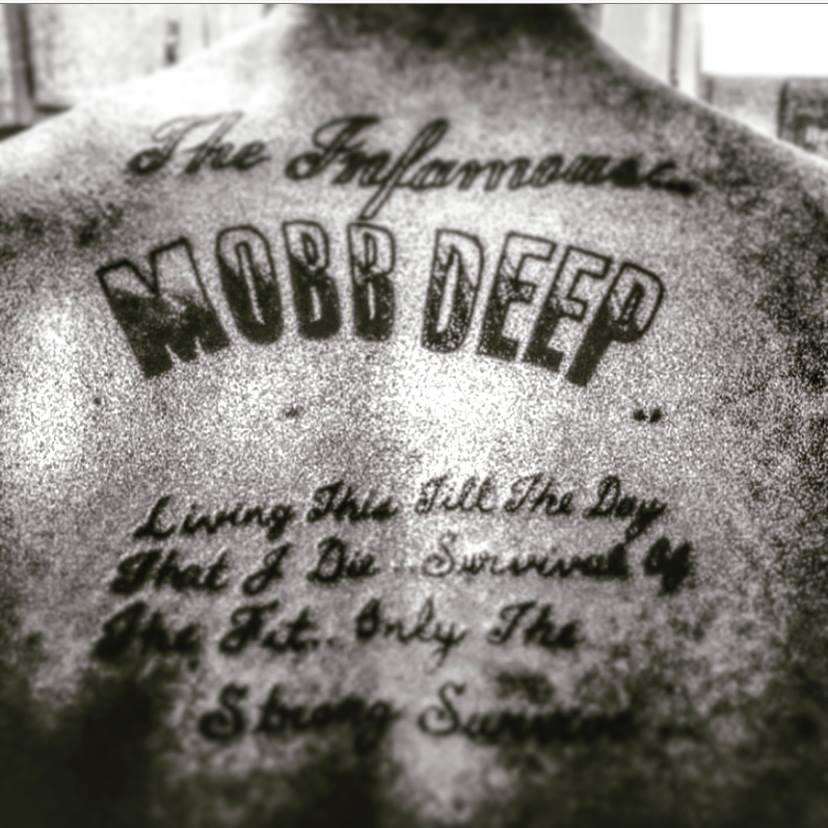 The Infamous...
MOBB DEEP
Living This Till The Day
That I Die.. Survival Of
The Fit.. Only The
Strong Survive...